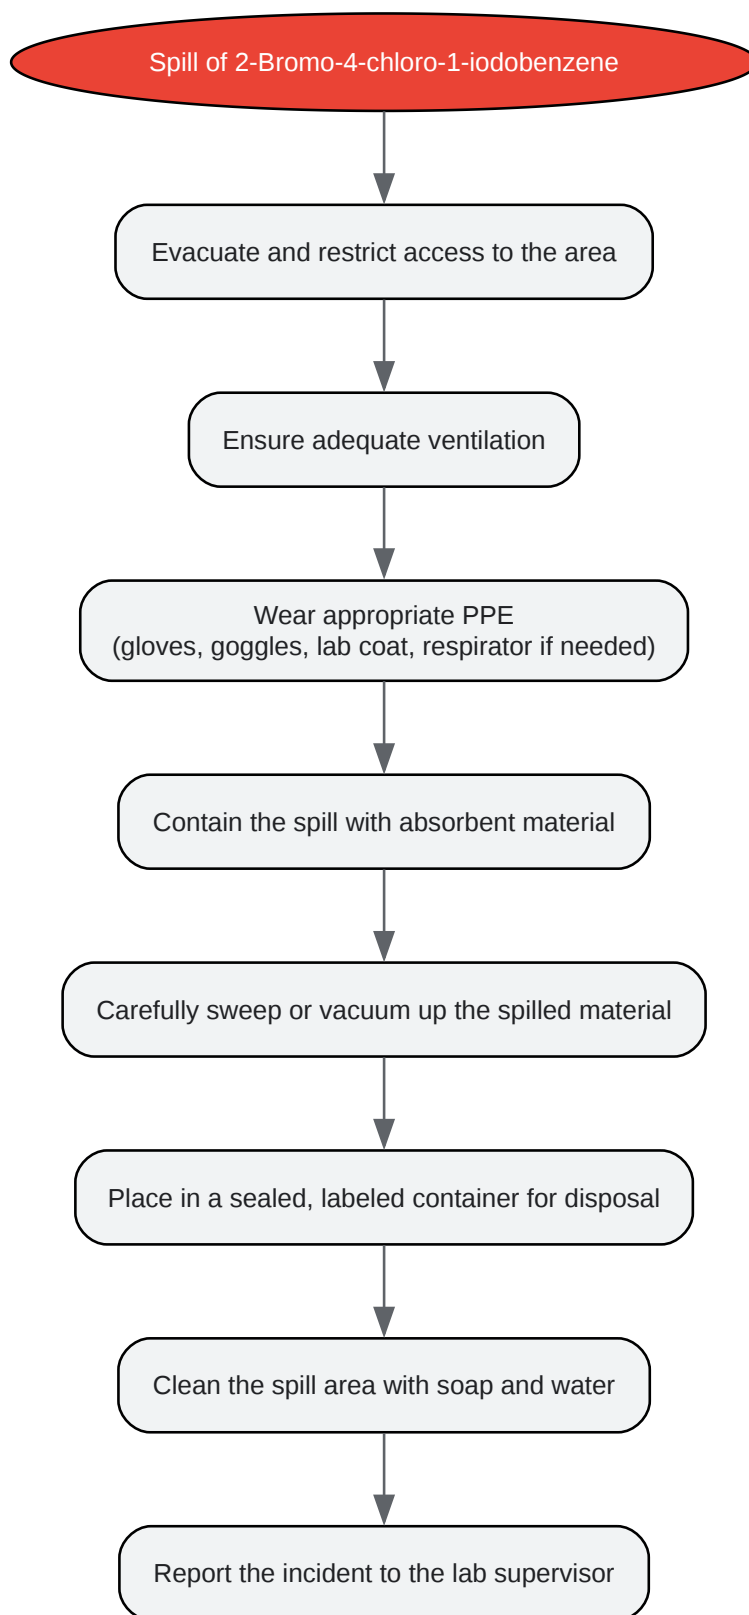 Spill of 2-Bromo-4-chloro-1-iodobenzene
Evacuate and restrict access to the area
Ensure adequate ventilation
Wear appropriate PPE
(gloves, goggles, lab coat, respirator if needed)
Contain the spill with absorbent material
Carefully sweep or vacuum up the spilled material
Place in a sealed, labeled container for disposal
Clean the spill area with soap and water
Report the incident to the lab supervisor